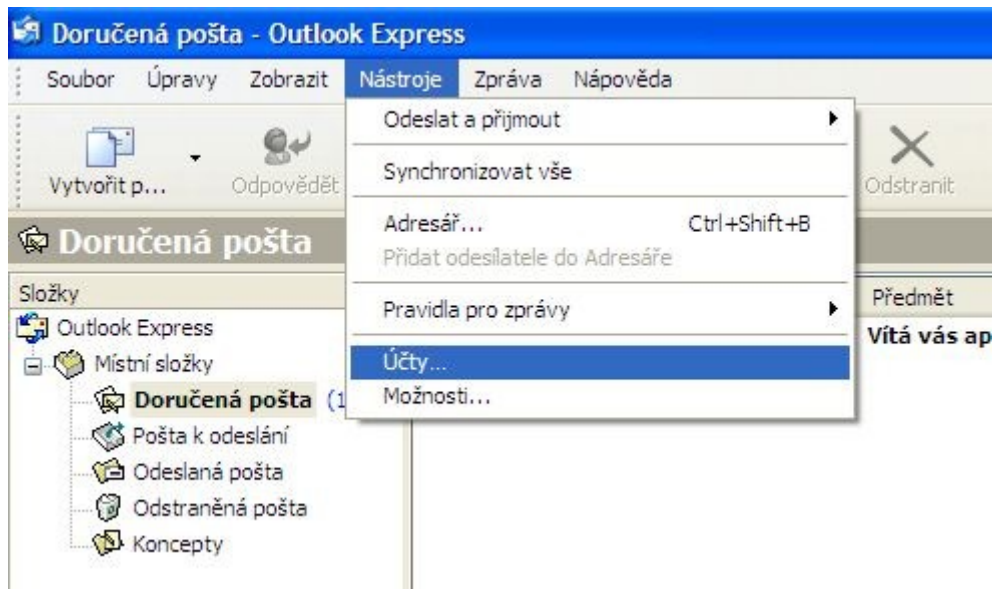 Doručená pošta - Outlook Express
Soubor Úpravy Zobrazit Nástroje Zpráva Nápověda
Vytvořit p... Odpovědět Odstranit
Odeslat a přijmout
Synchronizovat vše
Adresář... Ctrl+Shift+B
Přidat odesílatele do Adresáře
Pravidla pro zprávy
Účty...
Možnosti...
Doručená pošta
Složky
Outlook Express
Místní složky
Doručená pošta (1
Pošta k odeslání
Odeslaná pošta
Odstraněná pošta
Koncepty
Předmět
Vítá vás ap